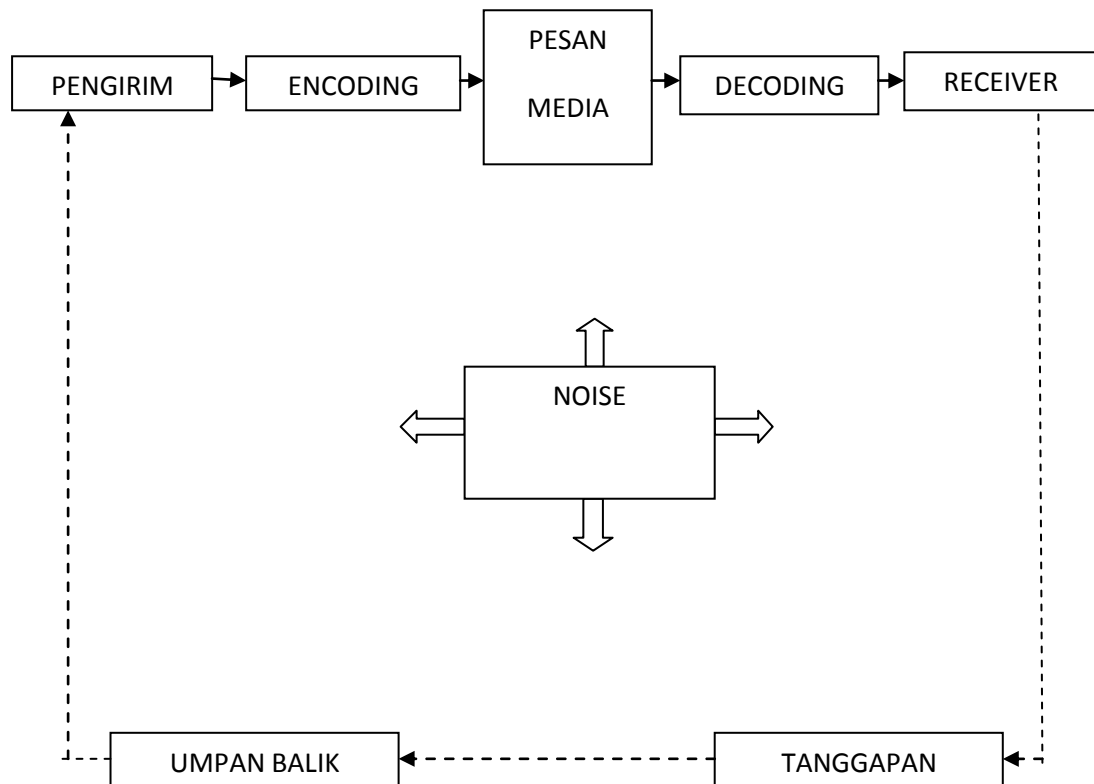 PENGIRIM
ENCODING
PESAN
MEDIA
DECODING
RECEIVER
NOISE
UMPAN BALIK
TANGGAPAN